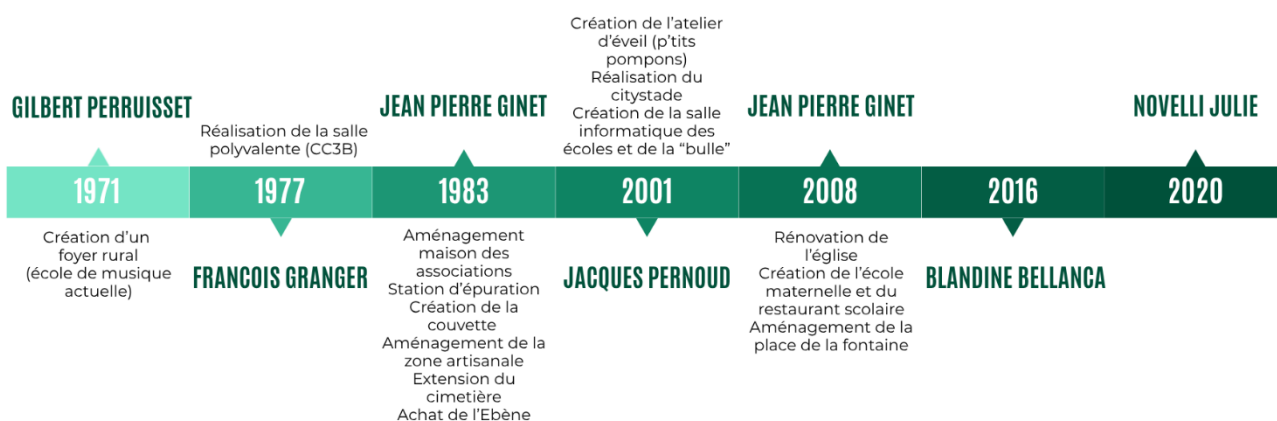 GILBERT PERRUISSET
1971
Création d'un
foyer rural
(école de musique
actuelle)
Réalisation de la salle
polyvalente (CC3B)
1977
FRANCOIS GRANGER
JEAN PIERRE GINET
1983
Aménagement
maison des
associations
Station d'épuration
Création de la
couvette
Aménagement de la
zone artisanale
Extension du
cimetière
Achat de l'Ebène
Création de l'atelier
d'éveil (p'tits
pompons)
Réalisation du
citystade
Création de la salle
informatique des
écoles et de la “bulle”
2001
JACQUES PERNOUD
JEAN PIERRE GINET
2008
Rénovation de
l'église
Création de l'école
maternelle et du
restaurant scolaire
Aménagement de la
place de la fontaine
2016
BLANDINE BELLANCA
NOVELLI JULIE
2020